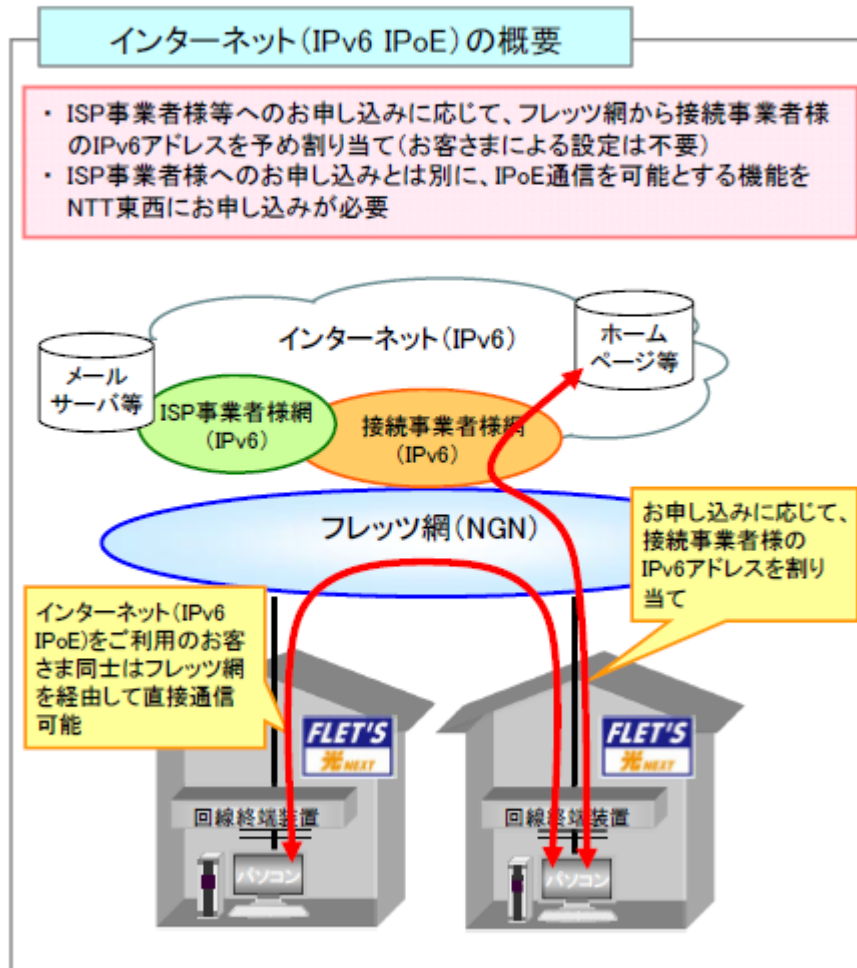 インターネット(IPv6 IPoE)の概要
・ ISP事業者様等へのお申し込みに応じて、フレッツ網から接続事業者様
のIPv6アドレスを予め割り当て(お客さまによる設定は不要)
・ ISP事業者様へのお申し込みとは別に、IPoE通信を可能とする機能を
NTT東西にお申し込みが必要
インターネット(IPv6)
ホーム
ページ等
メール
サーバ等
ISP事業者様網
(IPv6)
接続事業者様網
(IPv6)
フレッツ網(NGN)
お申し込みに応じて、
接続事業者様の
IPv6アドレスを割り
当て
インターネット(IPv6
IPoE)をご利用のお客
さま同士はフレッツ網
を経由して直接通信
可能
FLET'S
光NEXT
FLET'S
光NEXT
回線終端装置
回線終端装置
パソコン
パソコン